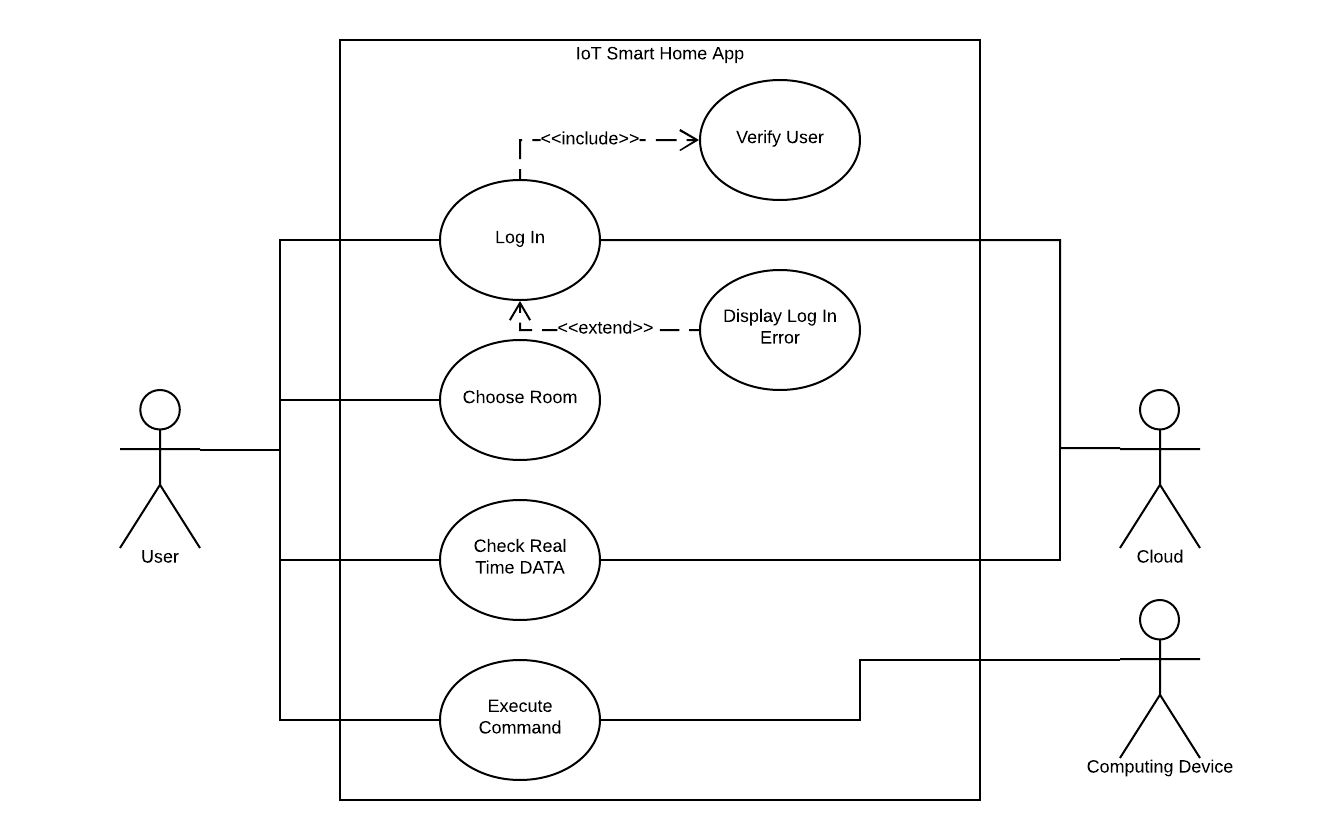 IoT Smart Home App
<<include>>
Verify User
Log In
<<extend>>
Display Log In
Error
Choose Room
User
Check Real
Time DATA
Cloud
Execute
Command
Computing Device